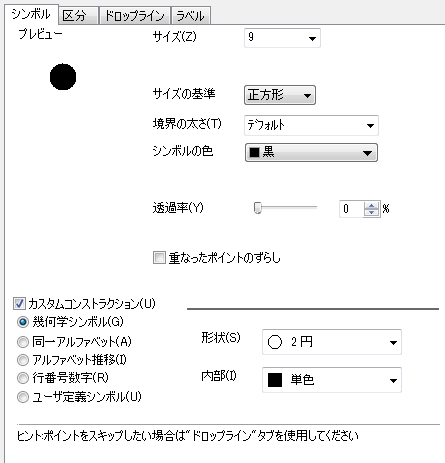 シンボル 区分 ドロップライン ラベル
プレビュー サイズ(Z) 9
サイズの基準 正方形
境界の太さ(T) デフォルト
シンボルの色 黒
透過率(Y) 0 %
重なったポイントのずらし
カスタムコンストラクション(U)
幾何学シンボル(G)
同一アルファベット(A) 形状(S) 2 円
アルファベット推移(I)
行番号数字(R) 内部(I) 単色
ユーザ定義シンボル(U)
ヒント:ポイントをスキップしたい場合は"ドロップライン"タブを使用してください